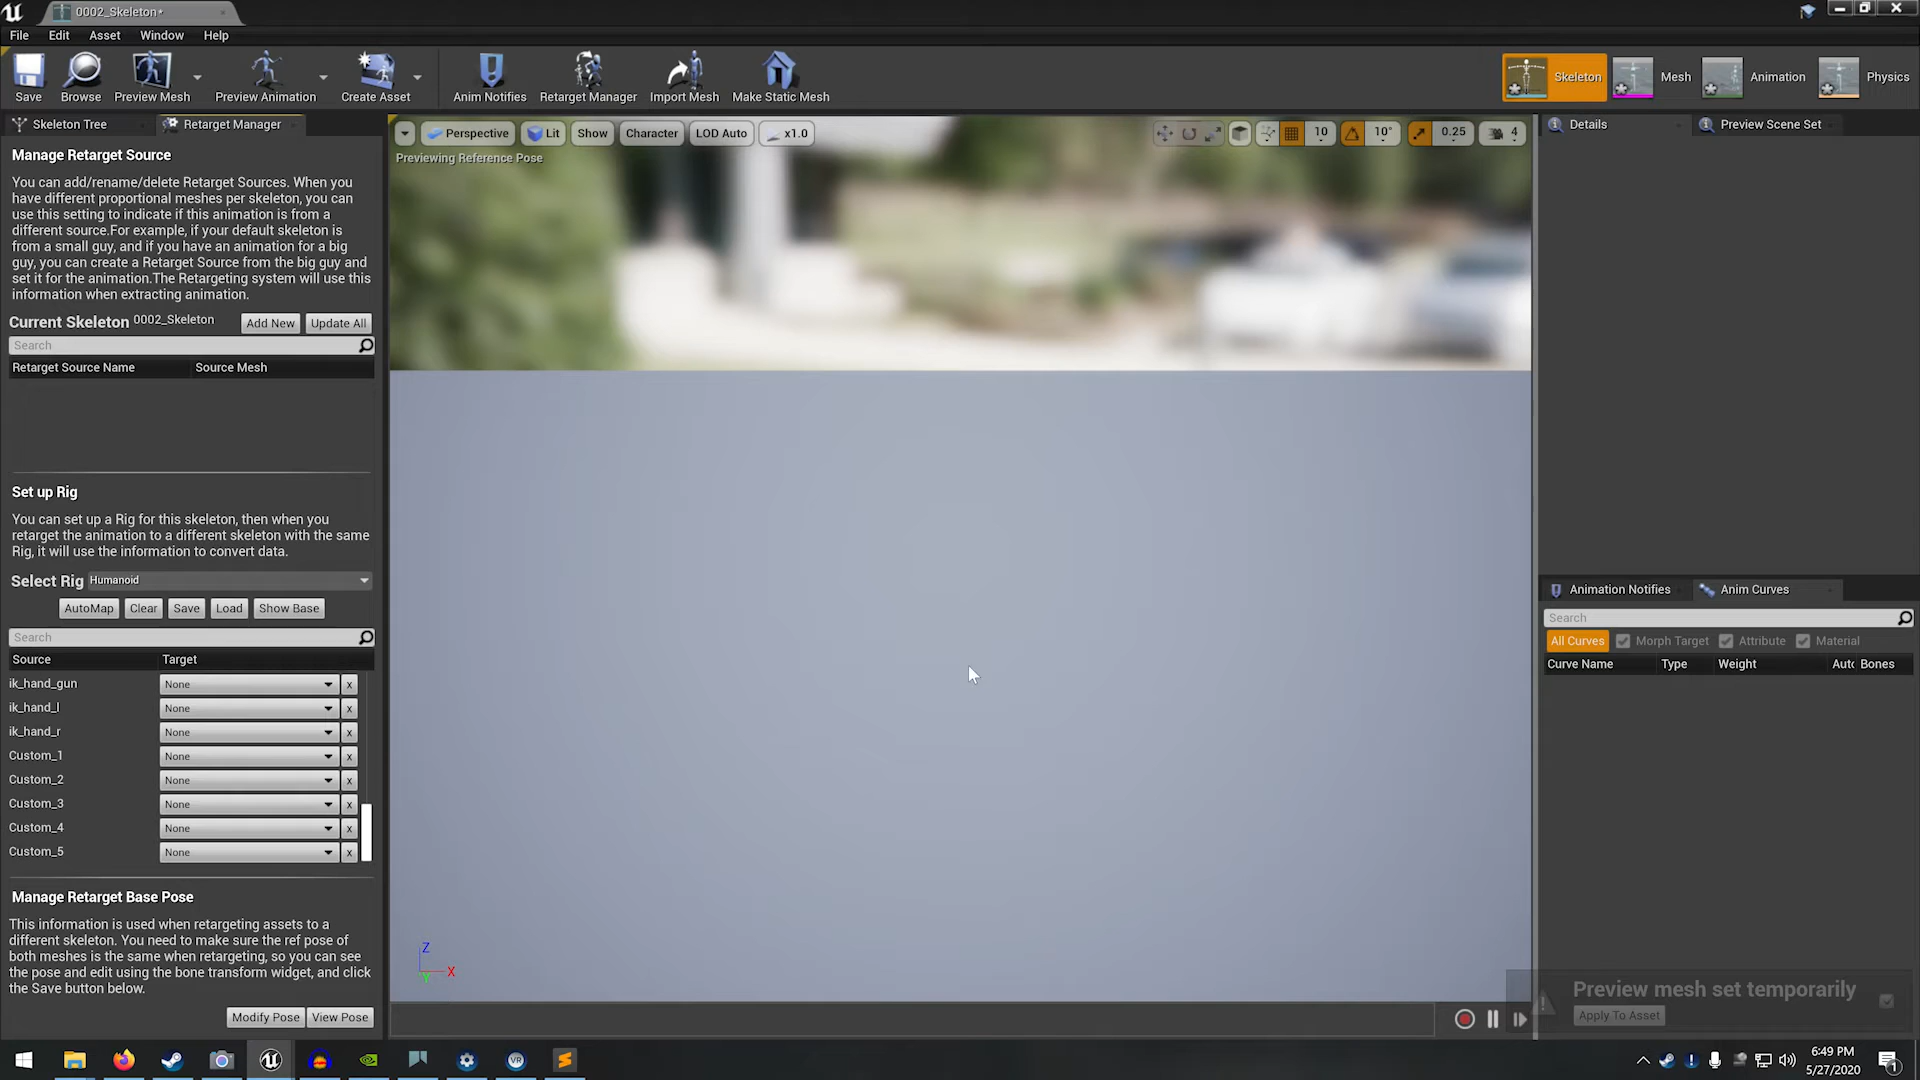 0002_Skeleton*
File Edit Asset Window Help
Save Browse Preview Mesh Preview Animation Create Asset Anim Notifies Retarget Manager Import Mesh Make Static Mesh
Skeleton Mesh Animation Physics
Skeleton Tree Retarget Manager
Manage Retarget Source
You can add/rename/delete Retarget Sources. When you
have different proportional meshes per skeleton, you can
use this setting to indicate if this animation is from a
different source.For example, if your default skeleton is
from a small guy, and if you have an animation for a big
guy, you can create a Retarget Source from the big guy and
set it for the animation.The Retargeting system will use this
information when extracting animation.
Current Skeleton 0002_Skeleton Add New Update All
Search
Retarget Source Name Source Mesh
Set up Rig
You can set up a Rig for this skeleton, then when you
retarget the animation to a different skeleton with the same
Rig, it will use the information to convert data.
Select Rig Humanoid
AutoMap Clear Save Load Show Base
Search
Source Target
ik_hand_gun None x
ik_hand_l None x
ik_hand_r None x
Custom_1 None x
Custom_2 None x
Custom_3 None x
Custom_4 None x
Custom_5 None x
Manage Retarget Base Pose
This information is used when retargeting assets to a
different skeleton. You need to make sure the ref pose of
both meshes is the same when retargeting, so you can see
the pose and edit using the bone transform widget, and click
the Save button below.
Modify Pose View Pose
Perspective Lit Show Character LOD Auto x1.0 10 10° 0.25 4
Previewing Reference Pose
Z
X
Y
Details Preview Scene Set
Animation Notifies Anim Curves
Search
All Curves Morph Target Attribute Material
Curve Name Type Weight Auto Bones
Preview mesh set temporarily
Apply To Asset
VR
6:49 PM
5/27/2020
1